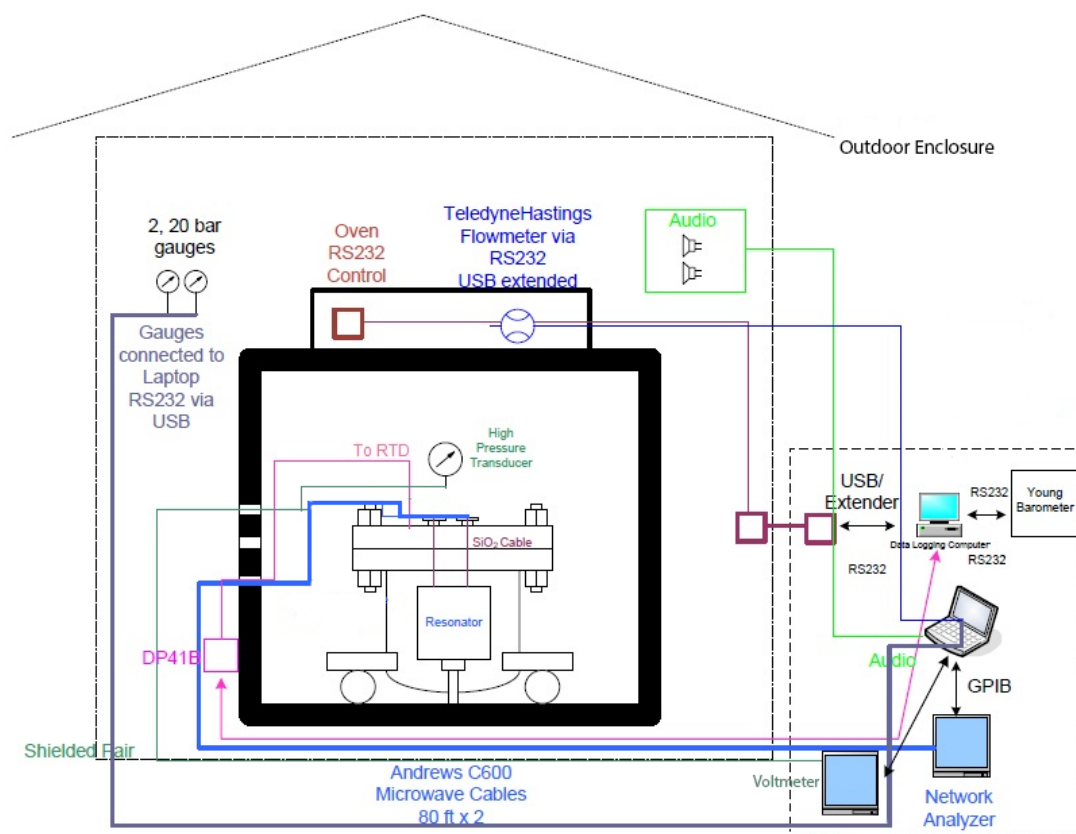 Outdoor Enclosure
2, 20 bar
gauges
Oven
RS232
Control
TeledyneHastings
Flowmeter via
RS232
USB extended
Audio
Gauges
connected to
Laptop
RS232 via
USB
To RTD
High
Pressure
Transducer
SiO2 Cable
Resonator
DP41B
USB/
Extender
RS232
Data Logging Computer
RS232
RS232
Young
Barometer
Audio
GPIB
Shielded Pair
Andrews C600
Microwave Cables
80 ft x 2
Voltmeter
Network
Analyzer